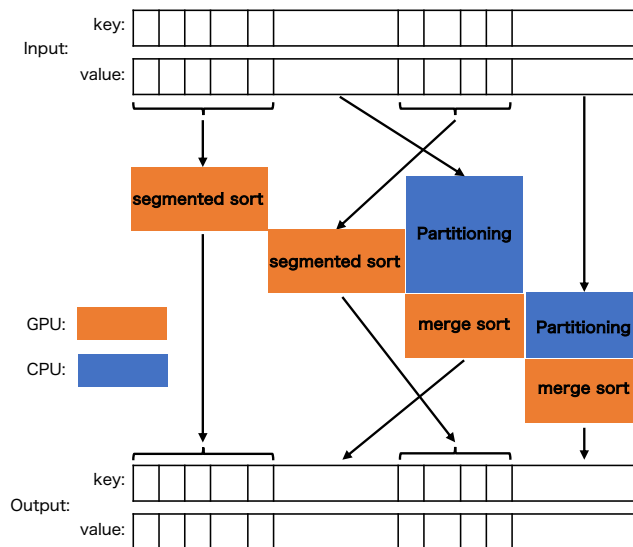 key:
Input:
value:
segmented sort
Partitioning
segmented sort
GPU:
merge sort
Partitioning
CPU:
merge sort
key:
Output:
value: